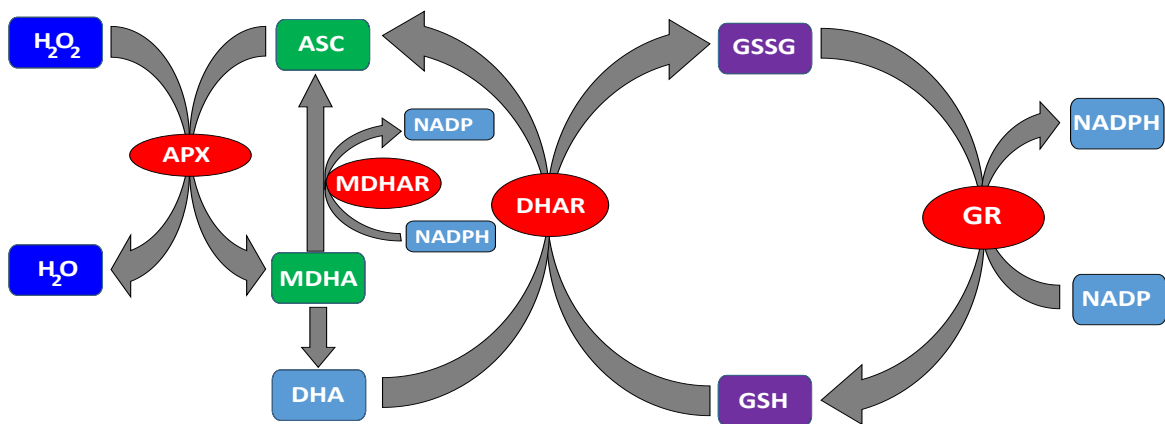 H₂O₂
ASC
GSSG
NADP
NADPH
APX
MDHAR
DHAR
GR
NADPH
H₂O
MDHA
NADP
DHA
GSH